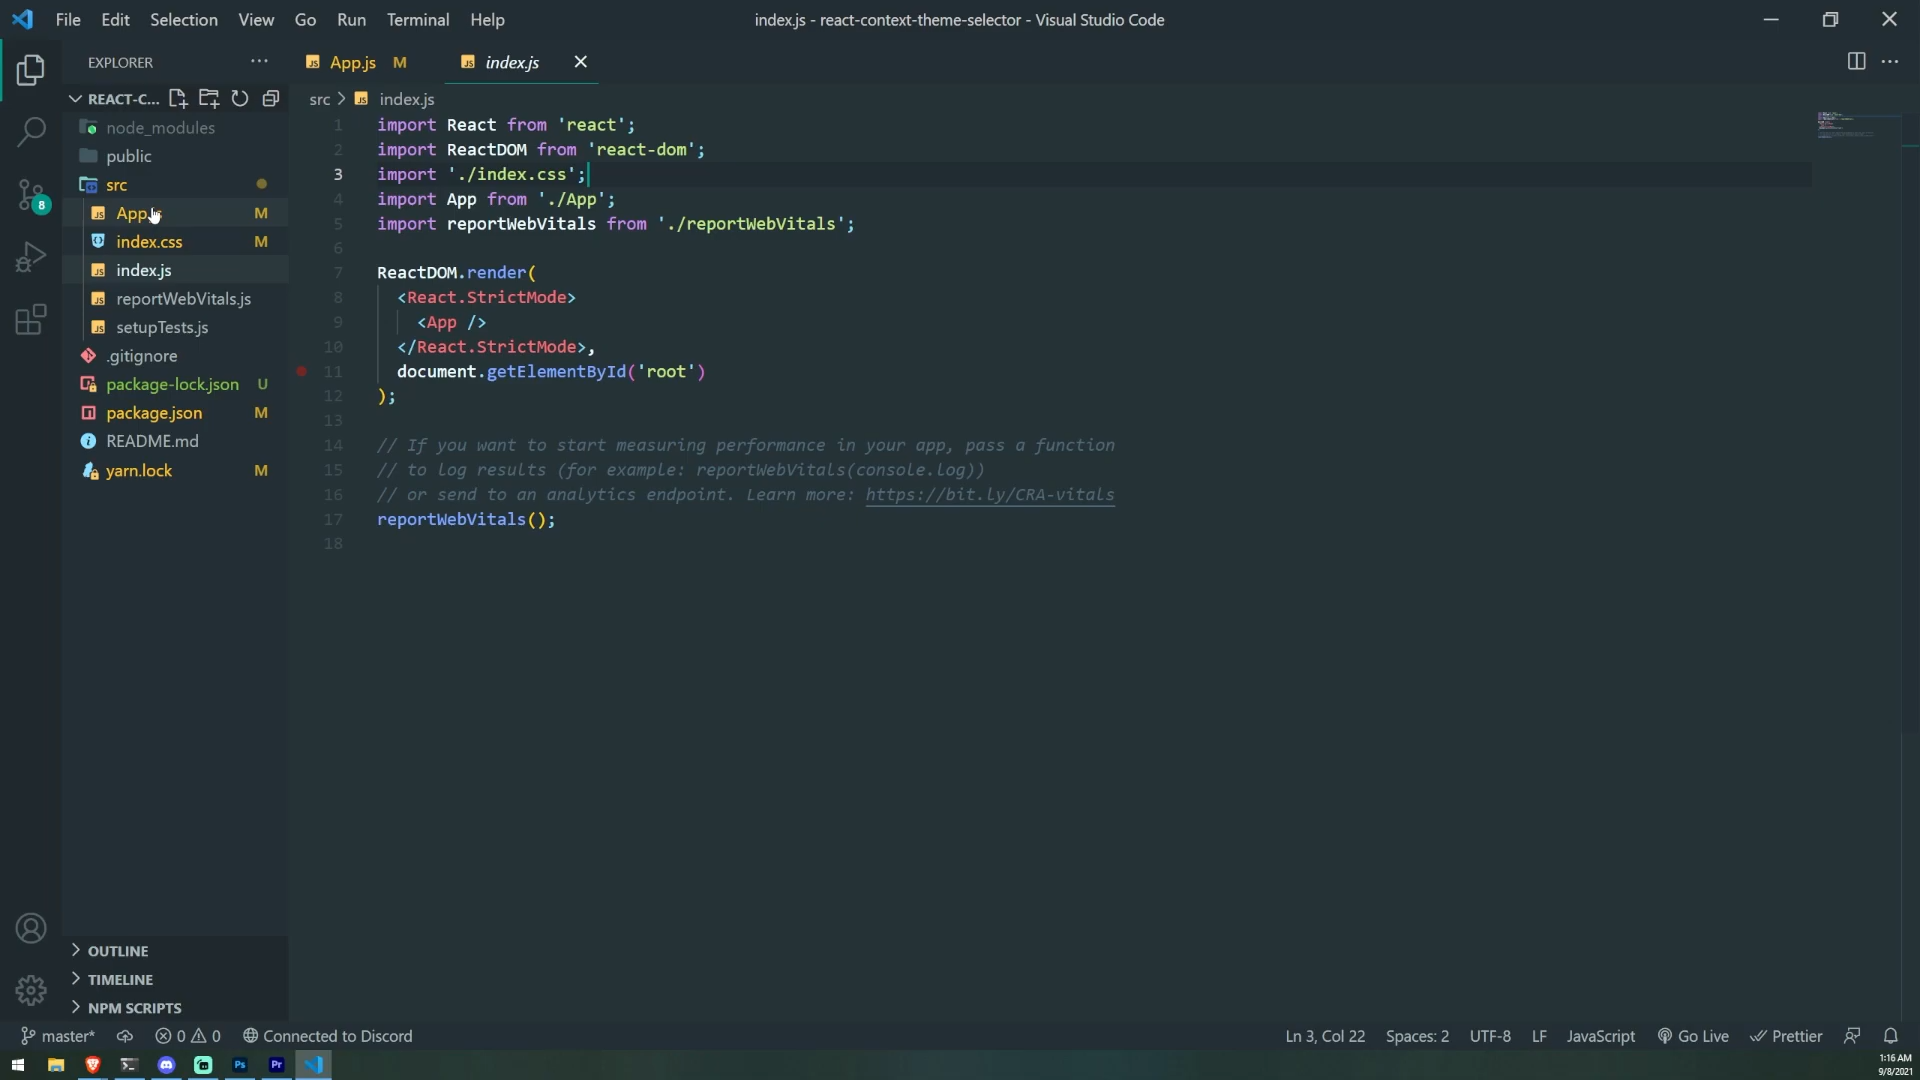 File Edit Selection View Go Run Terminal Help
index.js - react-context-theme-selector - Visual Studio Code
EXPLORER
REACT-C...
node_modules
public
src
App.js M
index.css M
index.js
reportWebVitals.js
setupTests.js
.gitignore
package-lock.json U
package.json M
README.md
yarn.lock M
OUTLINE
TIMELINE
NPM SCRIPTS
8
App.js M
index.js
src > index.js
1 import React from 'react';
2 import ReactDOM from 'react-dom';
3 import './index.css';
4 import App from './App';
5 import reportWebVitals from './reportWebVitals';
6
7 ReactDOM.render(
8 <React.StrictMode>
9 <App />
10 </React.StrictMode>,
11 document.getElementById('root')
12 );
13
14 // If you want to start measuring performance in your app, pass a function
15 // to log results (for example: reportWebVitals(console.log))
16 // or send to an analytics endpoint. Learn more: https://bit.ly/CRA-vitals
17 reportWebVitals();
18
master* 0 0 Connected to Discord
Ln 3, Col 22 Spaces: 2 UTF-8 LF JavaScript Go Live Prettier
Ps Pr
1:16 AM
9/8/2021